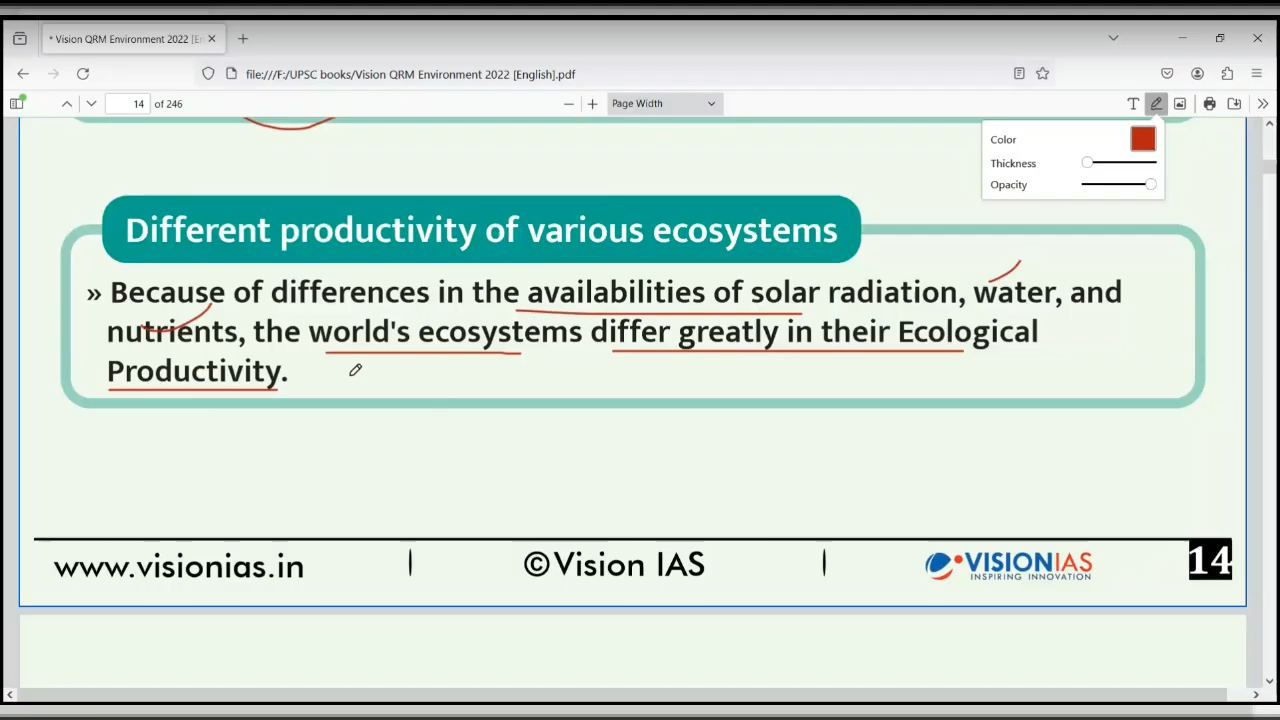 * Vision QRM Environment 2022 [En
file:///F:/UPSC books/Vision QRM Environment 2022 [English].pdf
14 of 246
Page Width
Color
Thickness
Opacity
Different productivity of various ecosystems
» Because of differences in the availabilities of solar radiation, water, and
nutrients, the world's ecosystems differ greatly in their Ecological
Productivity.
www.visionias.in | ©Vision IAS | VISIONIAS 14
INSPIRING INNOVATION